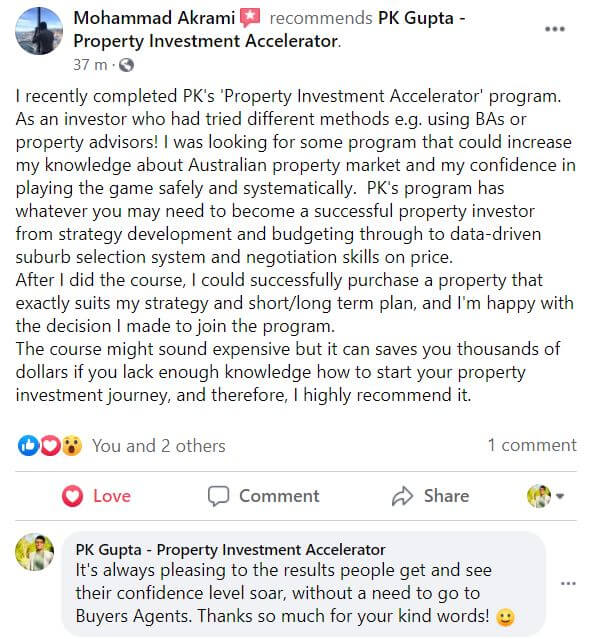 Mohammad Akrami recommends PK Gupta -
Property Investment Accelerator.
37 m ·
I recently completed PK's 'Property Investment Accelerator' program.
As an investor who had tried different methods e.g. using BAs or
property advisors! I was looking for some program that could increase
my knowledge about Australian property market and my confidence in
playing the game safely and systematically.  PK's program has
whatever you may need to become a successful property investor
from strategy development and budgeting through to data-driven
suburb selection system and negotiation skills on price.
After I did the course, I could successfully purchase a property that
exactly suits my strategy and short/long term plan, and I'm happy with
the decision I made to join the program.
The course might sound expensive but it can saves you thousands of
dollars if you lack enough knowledge how to start your property
investment journey, and therefore, I highly recommend it.
You and 2 others 1 comment
Love Comment Share
PK Gupta - Property Investment Accelerator
It's always pleasing to the results people get and see
their confidence level soar, without a need to go to
Buyers Agents. Thanks so much for your kind words! 🙂